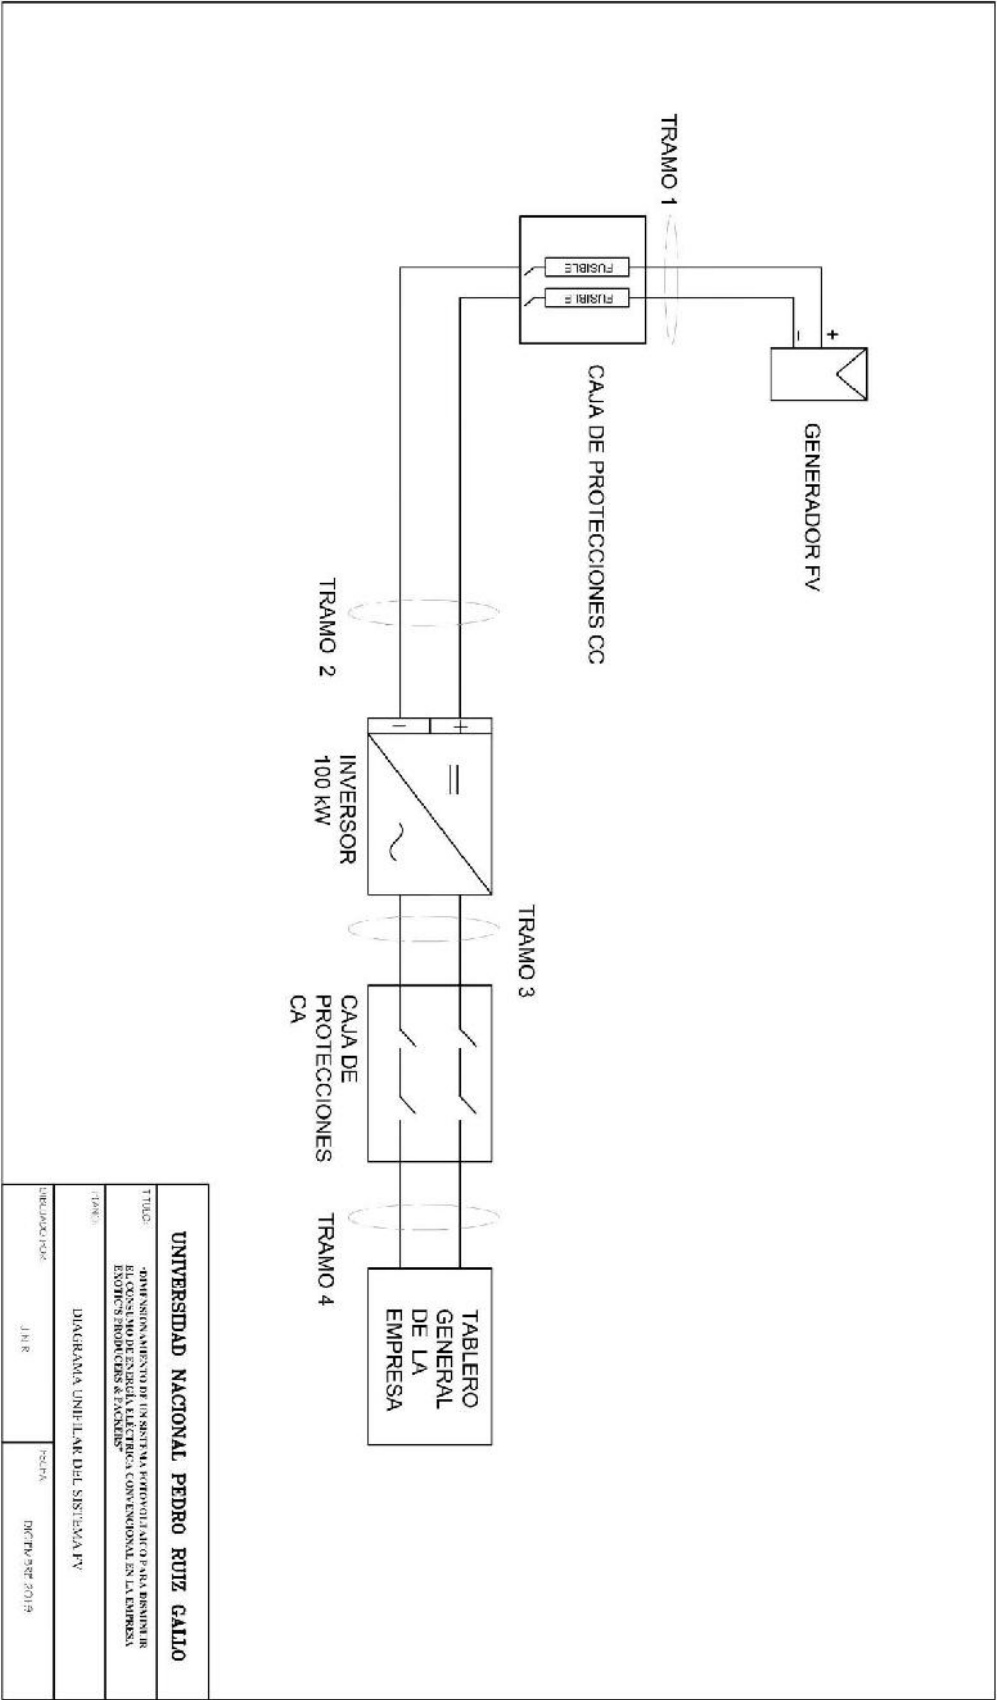 GENERADOR FV
+
-
TRAMO 1
FUSIBLE
FUSIBLE
CAJA DE PROTECCIONES CC
TRAMO 2
+
-
INVERSOR
100 kW
TRAMO 3
CAJA DE
PROTECCIONES
CA
TRAMO 4
TABLERO
GENERAL
DE LA
EMPRESA
UNIVERSIDAD NACIONAL PEDRO RUIZ GALLO
TITULO:
"DIMENSIONAMIENTO DE UN SISTEMA FOTOVOLTAICO PARA DISMINUIR
EL CONSUMO DE ENERGÍA ELÉCTRICA CONVENCIONAL EN LA EMPRESA
EXOTIC'S PRODUCERS & PACKERS"
PLANO:
DIAGRAMA UNIFILAR DEL SISTEMA FV
DIBUJADO POR:
J.N.R
FECHA:
DICIEMBRE 2019